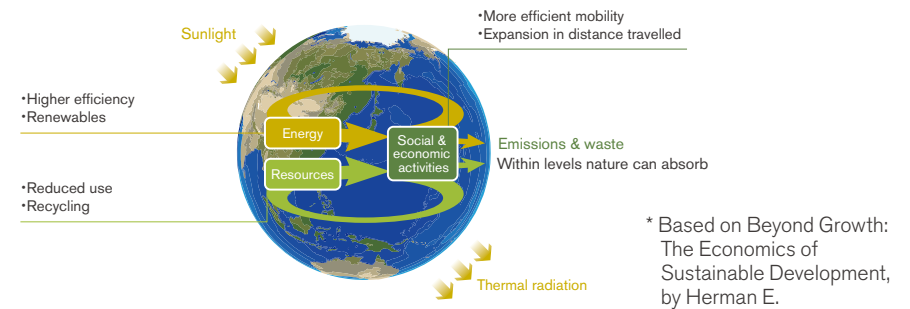 Sunlight
•More efficient mobility
•Expansion in distance travelled
•Higher efficiency
•Renewables
Energy
Social &
economic
activities
Emissions & waste
Within levels nature can absorb
Resources
•Reduced use
•Recycling
* Based on Beyond Growth:
The Economics of
Sustainable Development,
by Herman E.
Thermal radiation